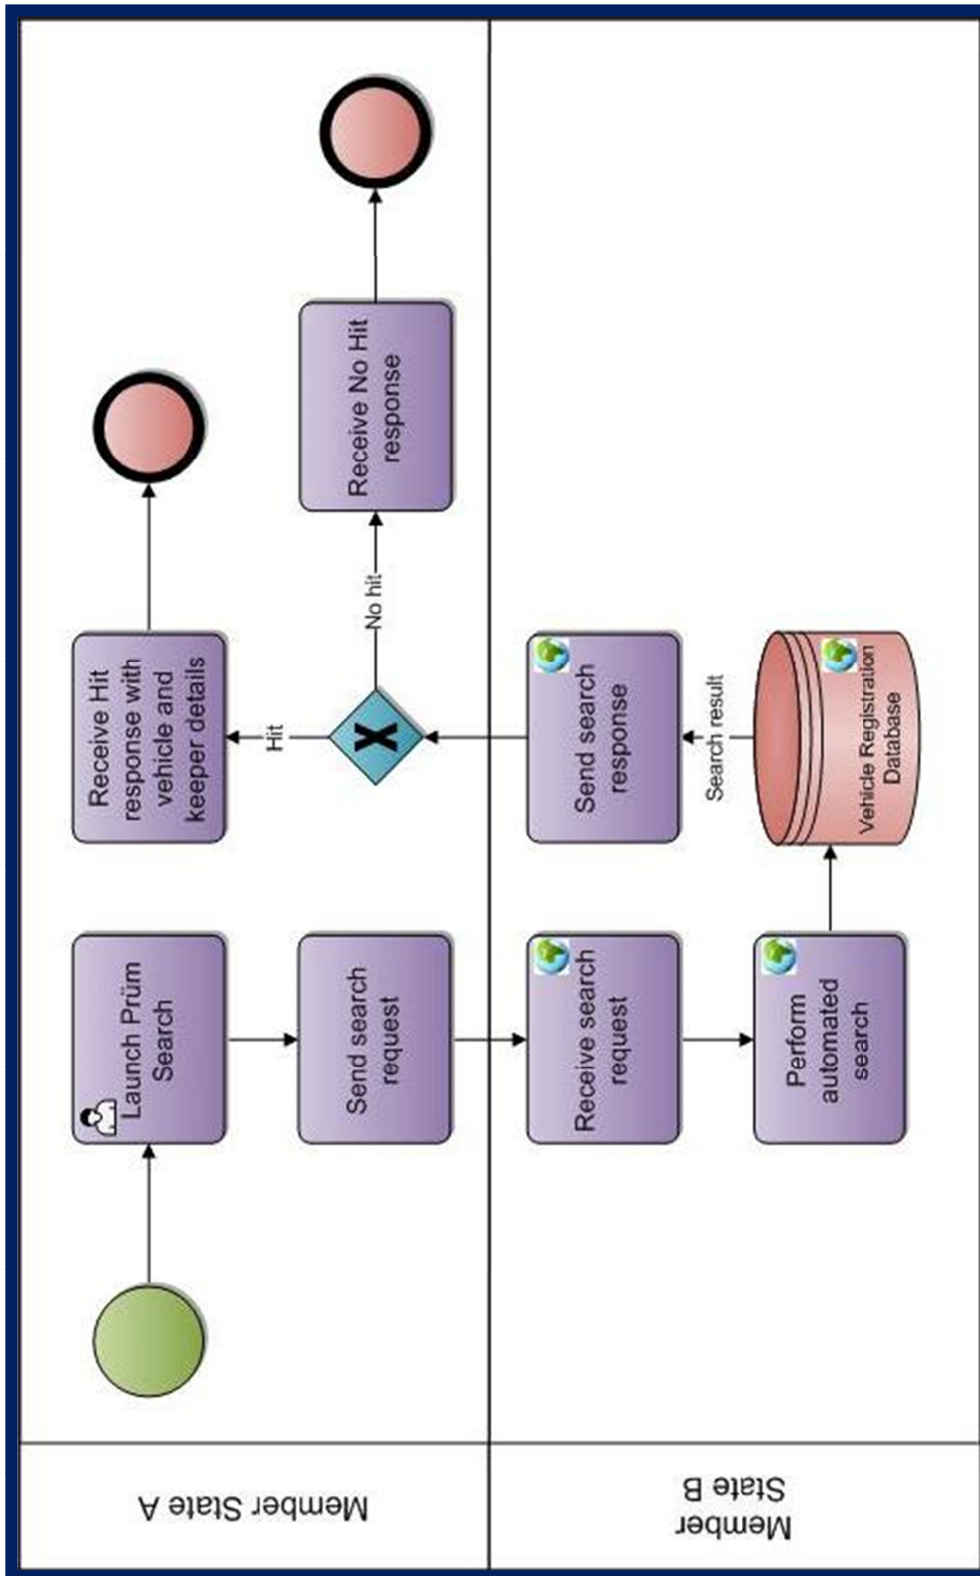 Member State A
Launch Prüm
Search
Send search
request
Receive Hit
response with
vehicle and
keeper details
Hit
No hit
Receive No Hit
response
Member
State B
Receive search
request
Perform
automated
search
Vehicle Registration
Database
Search result
Send search
response
X